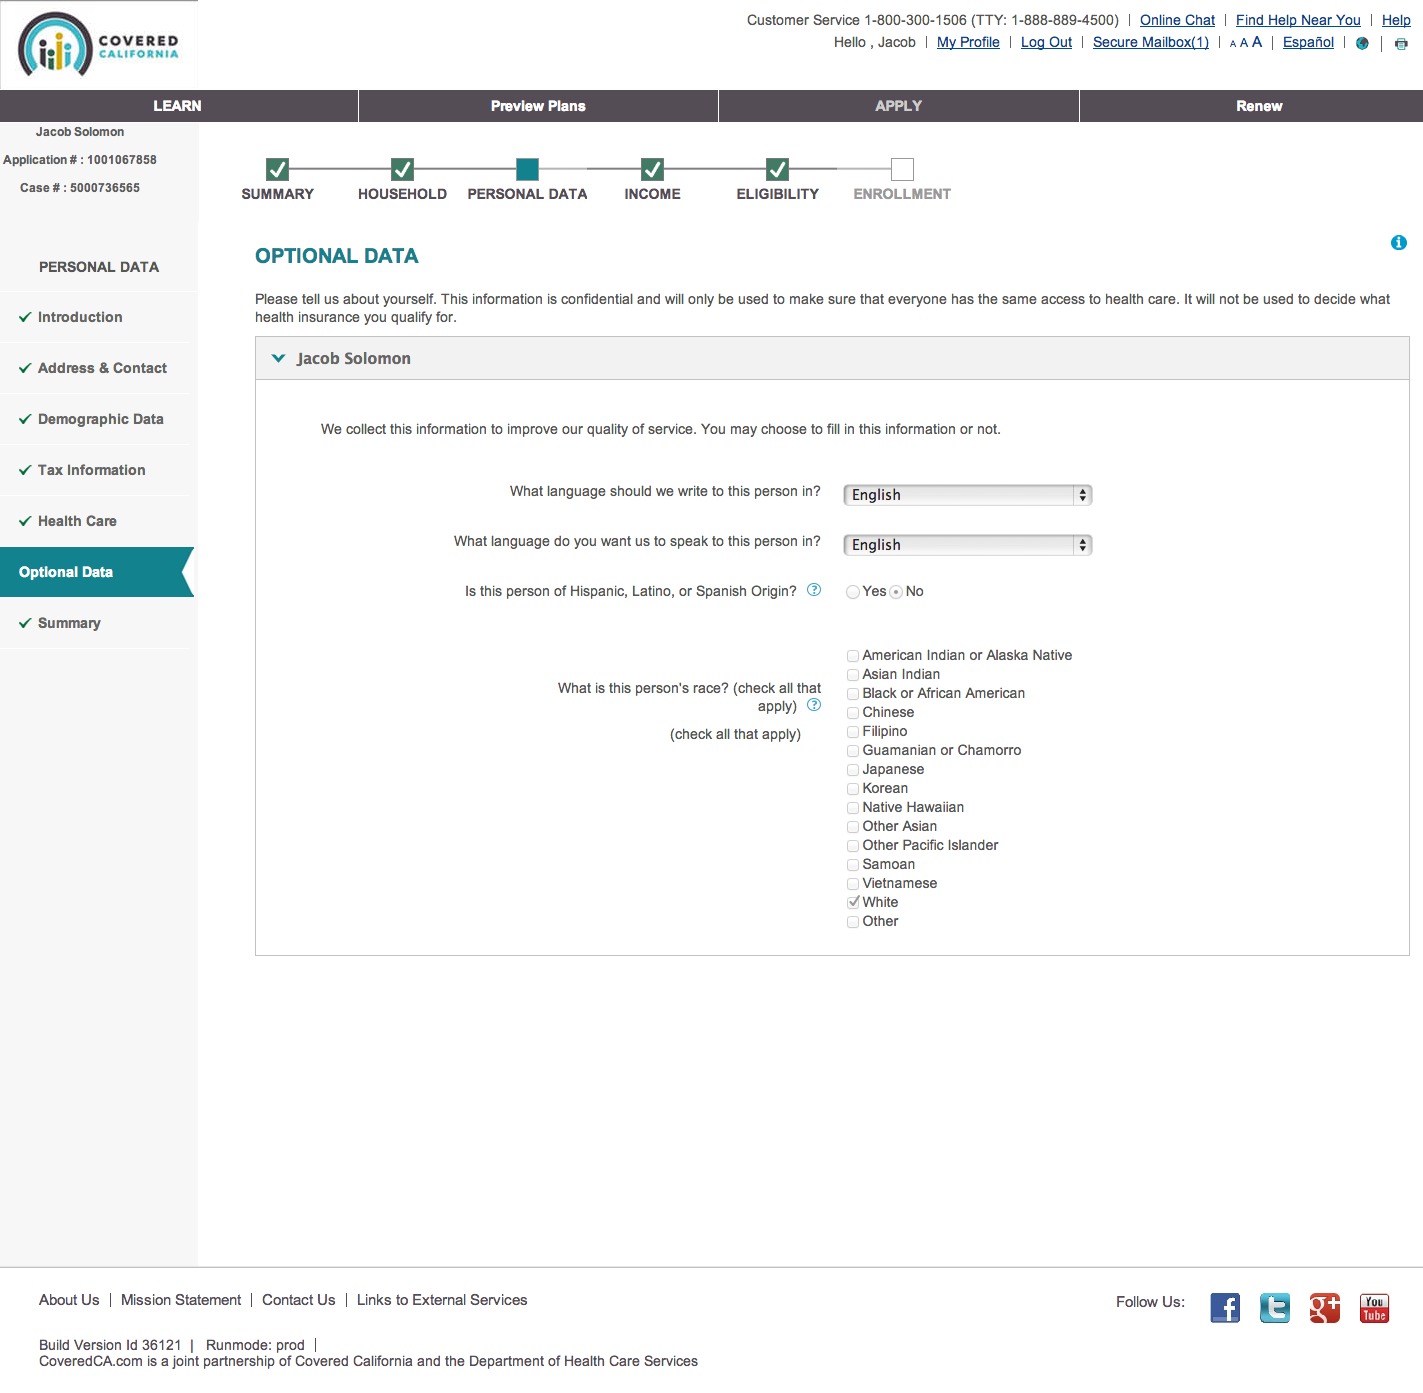 COVERED
CALIFORNIA
Customer Service 1-800-300-1506 (TTY: 1-888-889-4500) | Online Chat | Find Help Near You | Help
Hello , Jacob | My Profile | Log Out | Secure Mailbox(1) | A A A | Español |
LEARN
Preview Plans
APPLY
Renew
Jacob Solomon
Application # : 1001067858
Case # : 5000736565
SUMMARY
HOUSEHOLD
PERSONAL DATA
INCOME
ELIGIBILITY
ENROLLMENT
PERSONAL DATA
Introduction
Address & Contact
Demographic Data
Tax Information
Health Care
Optional Data
Summary
OPTIONAL DATA
Please tell us about yourself. This information is confidential and will only be used to make sure that everyone has the same access to health care. It will not be used to decide what
health insurance you qualify for.
Jacob Solomon
We collect this information to improve our quality of service. You may choose to fill in this information or not.
What language should we write to this person in? English
What language do you want us to speak to this person in? English
Is this person of Hispanic, Latino, or Spanish Origin? ? Yes No
What is this person's race? (check all that
apply) ?
(check all that apply)
American Indian or Alaska Native
Asian Indian
Black or African American
Chinese
Filipino
Guamanian or Chamorro
Japanese
Korean
Native Hawaiian
Other Asian
Other Pacific Islander
Samoan
Vietnamese
White
Other
About Us | Mission Statement | Contact Us | Links to External Services
Follow Us:
You
Tube
Build Version Id 36121 | Runmode: prod |
CoveredCA.com is a joint partnership of Covered California and the Department of Health Care Services